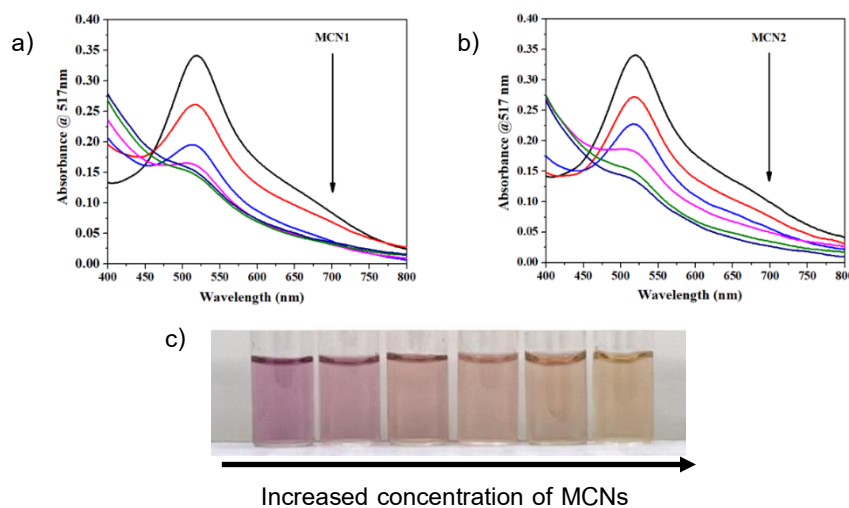 a)
MCN1
Absorbance @ 517nm
0.40
0.35
0.30
0.25
0.20
0.15
0.10
0.05
0.00
400 450 500 550 600 650 700 750 800
Wavelength (nm)
b)
MCN2
Absorbance @517 nm
0.40
0.35
0.30
0.25
0.20
0.15
0.10
0.05
0.00
400 450 500 550 600 650 700 750 800
Wavelength (nm)
c)
Increased concentration of MCNs